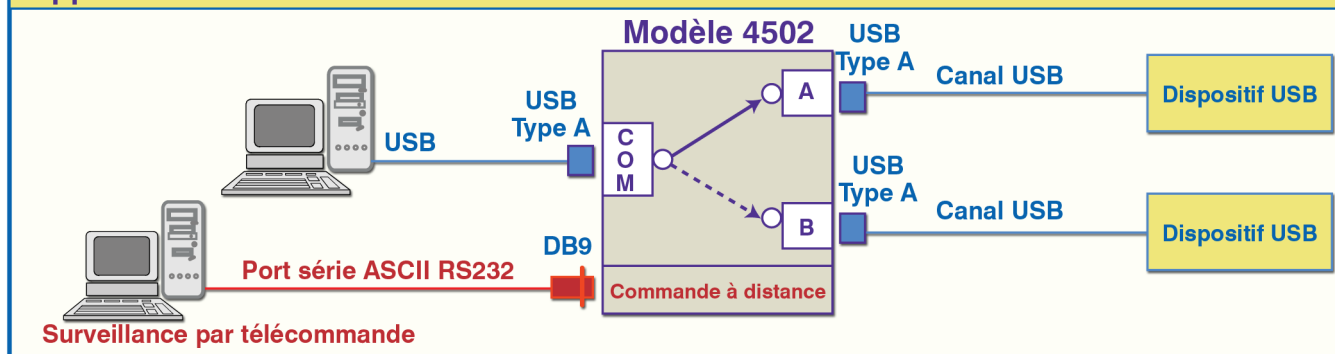 Modèle 4502
USB
Type A
Canal USB
Dispositif USB
A
USB
Type A
USB
COM
USB
Type A
Canal USB
Dispositif USB
B
DB9
Port série ASCII RS232
Commande à distance
Surveillance par télécommande